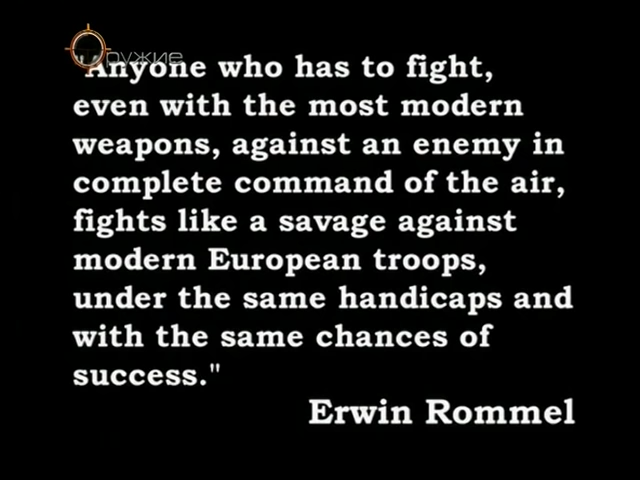 Оружие
"Anyone who has to fight,
even with the most modern
weapons, against an enemy in
complete command of the air,
fights like a savage against
modern European troops,
under the same handicaps and
with the same chances of
success."
Erwin Rommel